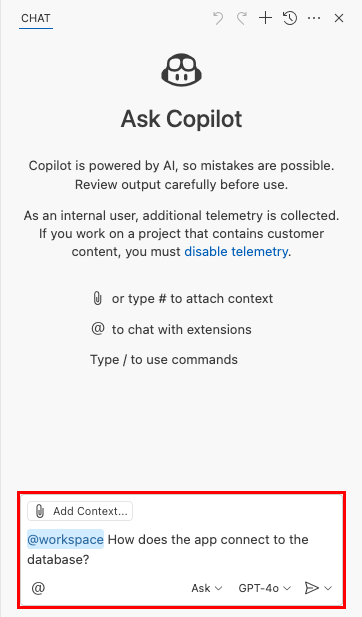 CHAT
Ask Copilot
Copilot is powered by AI, so mistakes are possible.
Review output carefully before use.
As an internal user, additional telemetry is collected.
If you work on a project that contains customer
content, you must disable telemetry.
or type # to attach context
@ to chat with extensions
Type / to use commands
Add Context...
@workspace How does the app connect to the
database?
@ Ask GPT-4o